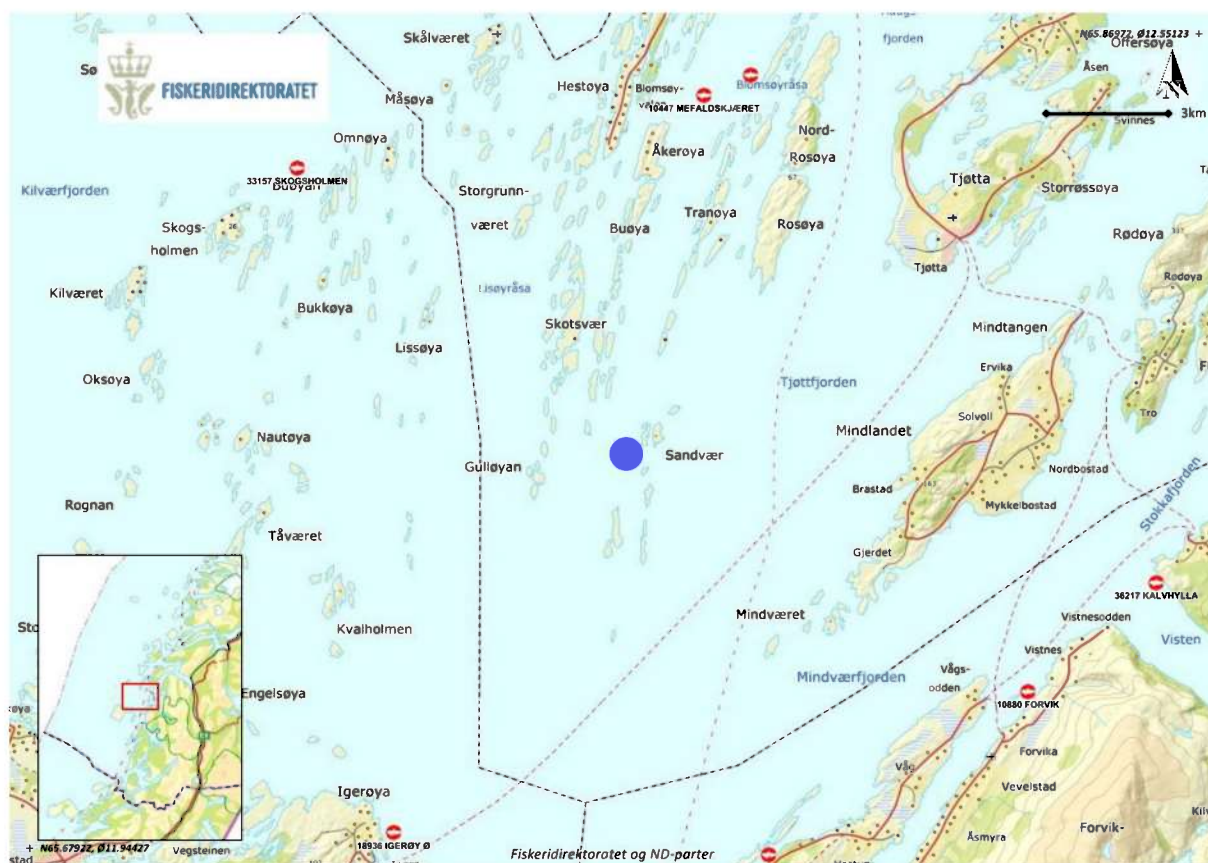 Skålværet
N65.86972, Ø12.55123 +
fjorden
Offersøya
Sø
FISKERIDIREKTORATET
Måsøya
Hestøya
Blomsøy-
Blomsøyråsa
10447 MEFALDSKJÆRET
Åsen
3km
Svinnes
Omnøya
Åkerøya
Nord-
Rosøya
33157 SKOGSHOLMEN
Kilværfjorden
Storgrunn-
været
Tjøtta
Storrøssøya
67
Skogs-
holmen
26
Buøya
Tranøya
Rosøya
Rødøya
Tjøtta
Rødøya
Kilværet
Bukkøya
Skotsvær
Mindtangen
Lissøya
Oksøya
Ervika
Tjøttfjorden
Tro
Solvoll
Mindlandet
Nautøya
Gulløyan
Sandvær
Nordbostad
Brastad
Mykkelbostad
Rognan
Stokkafjorden
Tåværet
Gjerdet
36217 KALVHYLLA
Mindværet
Vistnesodden
Kvalholmen
Visten
Vistnes
Vågs-
odden
Mindværfjorden
Engelsøya
10880 FORVIK
Forvika
Våg
Vevelstad
Igerøya
Forvik-
Åsmyra
18936 IGERØY Ø
+ N65.67922, Ø11.94427
Vegsteinen
Fiskeridirektoratet og ND-parter